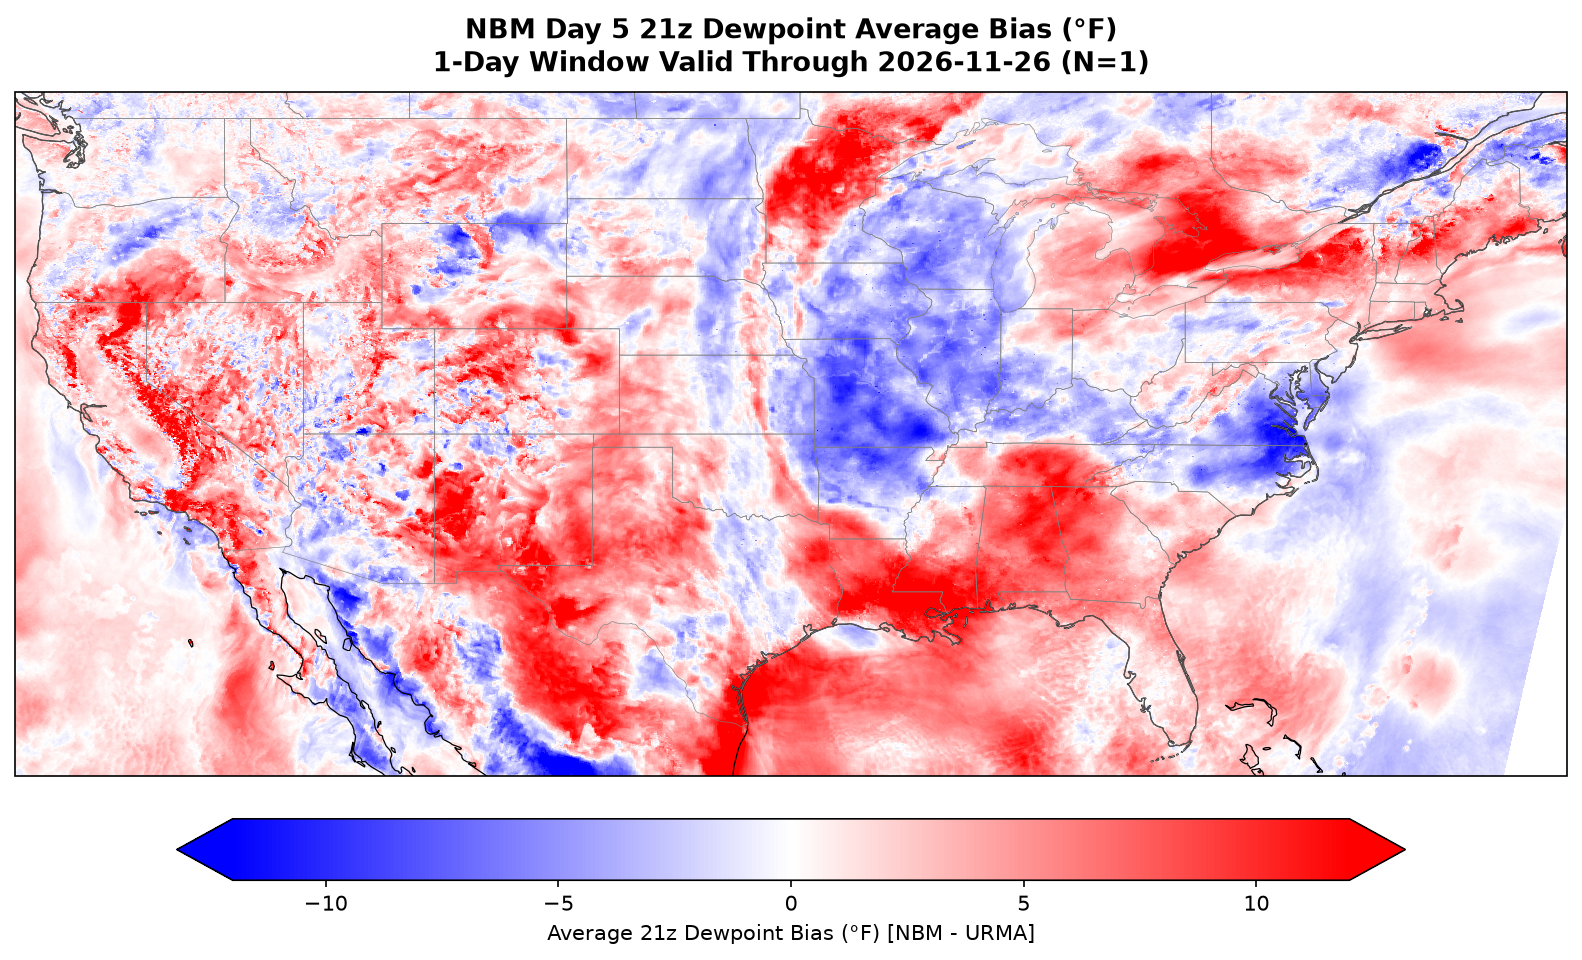 NBM Day 5 21z Dewpoint Average Bias (°F)
1-Day Window Valid Through 2026-11-26 (N=1)
−10 −5 0 5 10
Average 21z Dewpoint Bias (°F) [NBM - URMA]